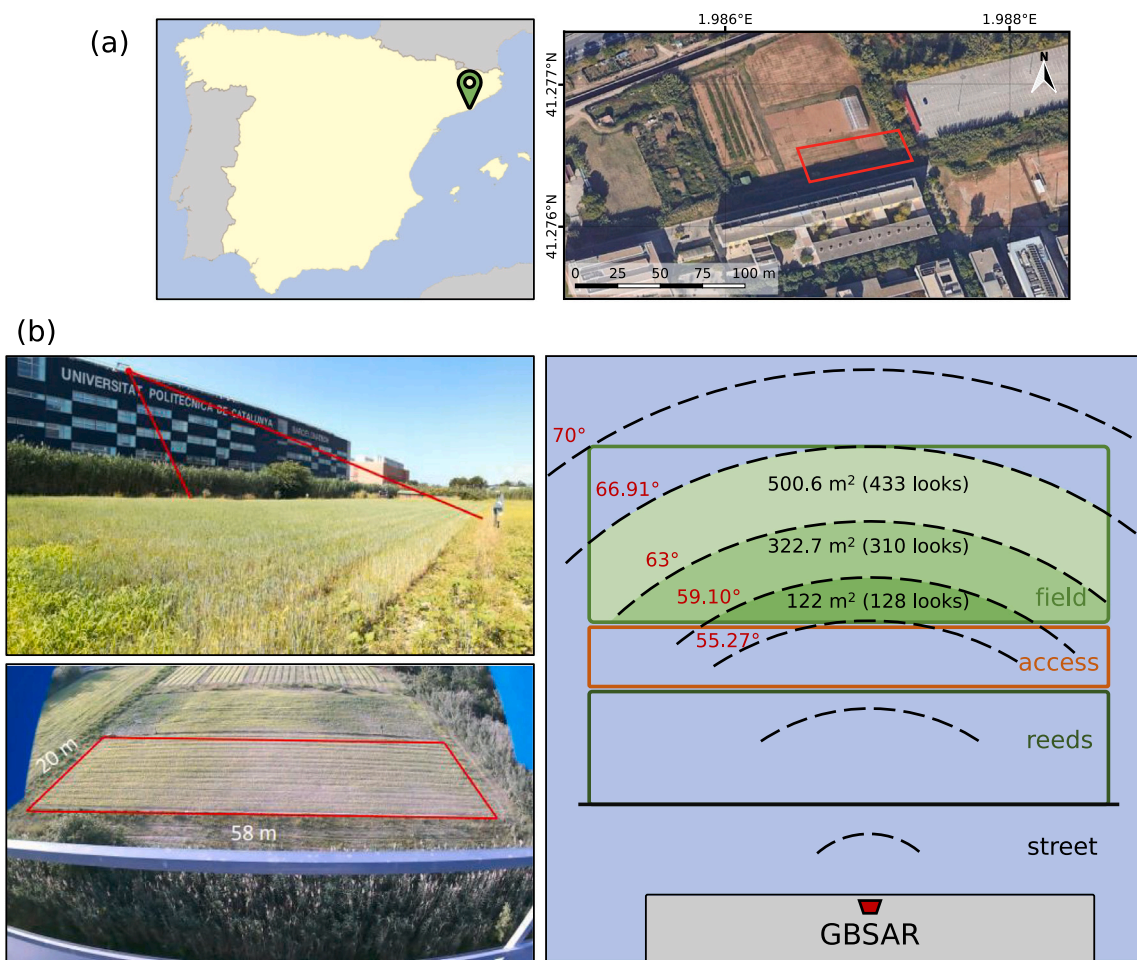 (a)
1.986°E
1.988°E
41.277°N
41.276°N
N
0 25 50 75 100 m
(b)
UNIVERSITAT POLITÈCNICA DE CATALUNYA
20 m
58 m
70°
66.91°
500.6 m² (433 looks)
63°
322.7 m² (310 looks)
59.10°
122 m² (128 looks)
field
55.27°
access
reeds
street
GBSAR